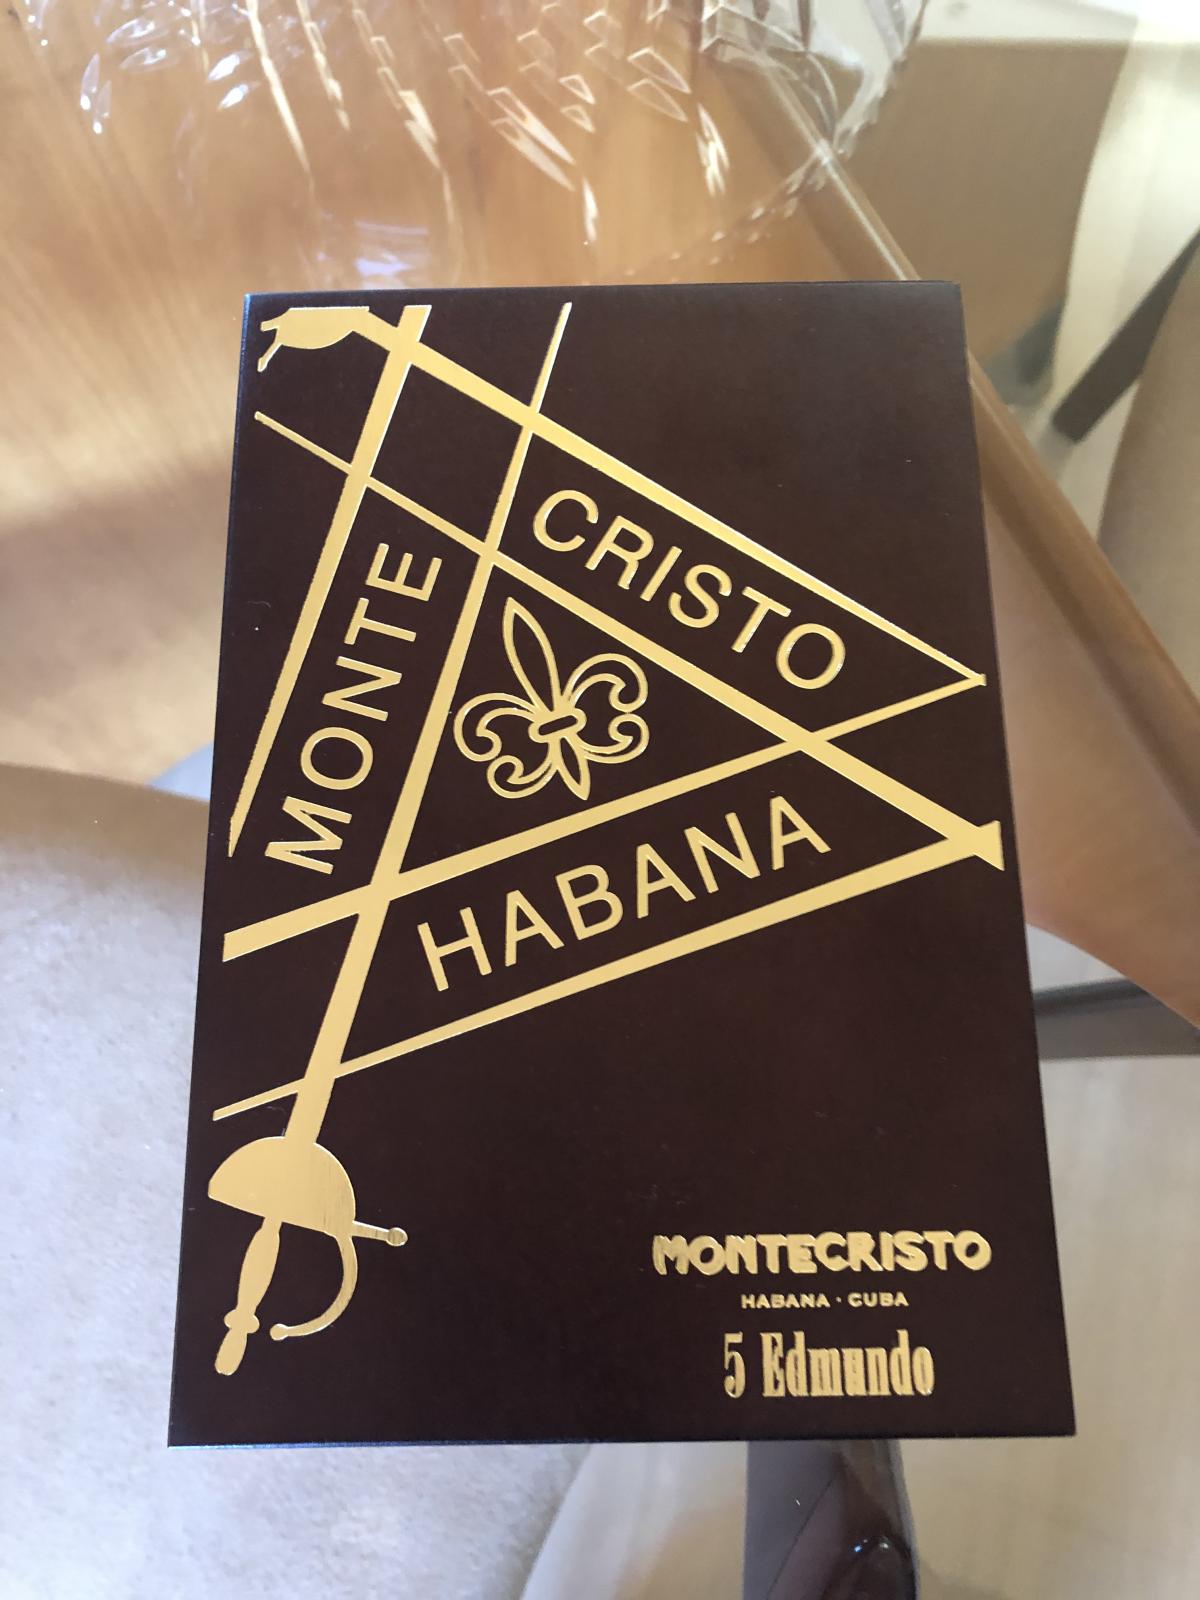 MONTE
CRISTO
HABANA
MONTECRISTO
HABANA · CUBA
5 Edmundo